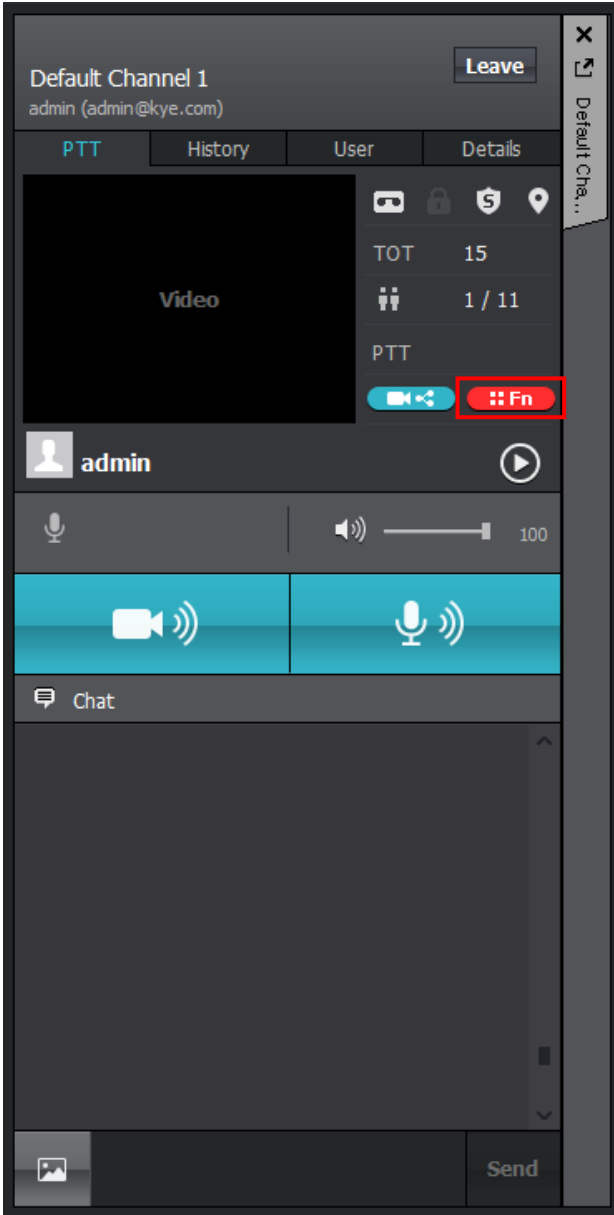 Default Channel 1
Leave
admin (admin@kye.com)
Default Cha...
PTT History User Details
S
TOT 15
Video
1 / 11
PTT
Fn
admin
100
Chat
Send